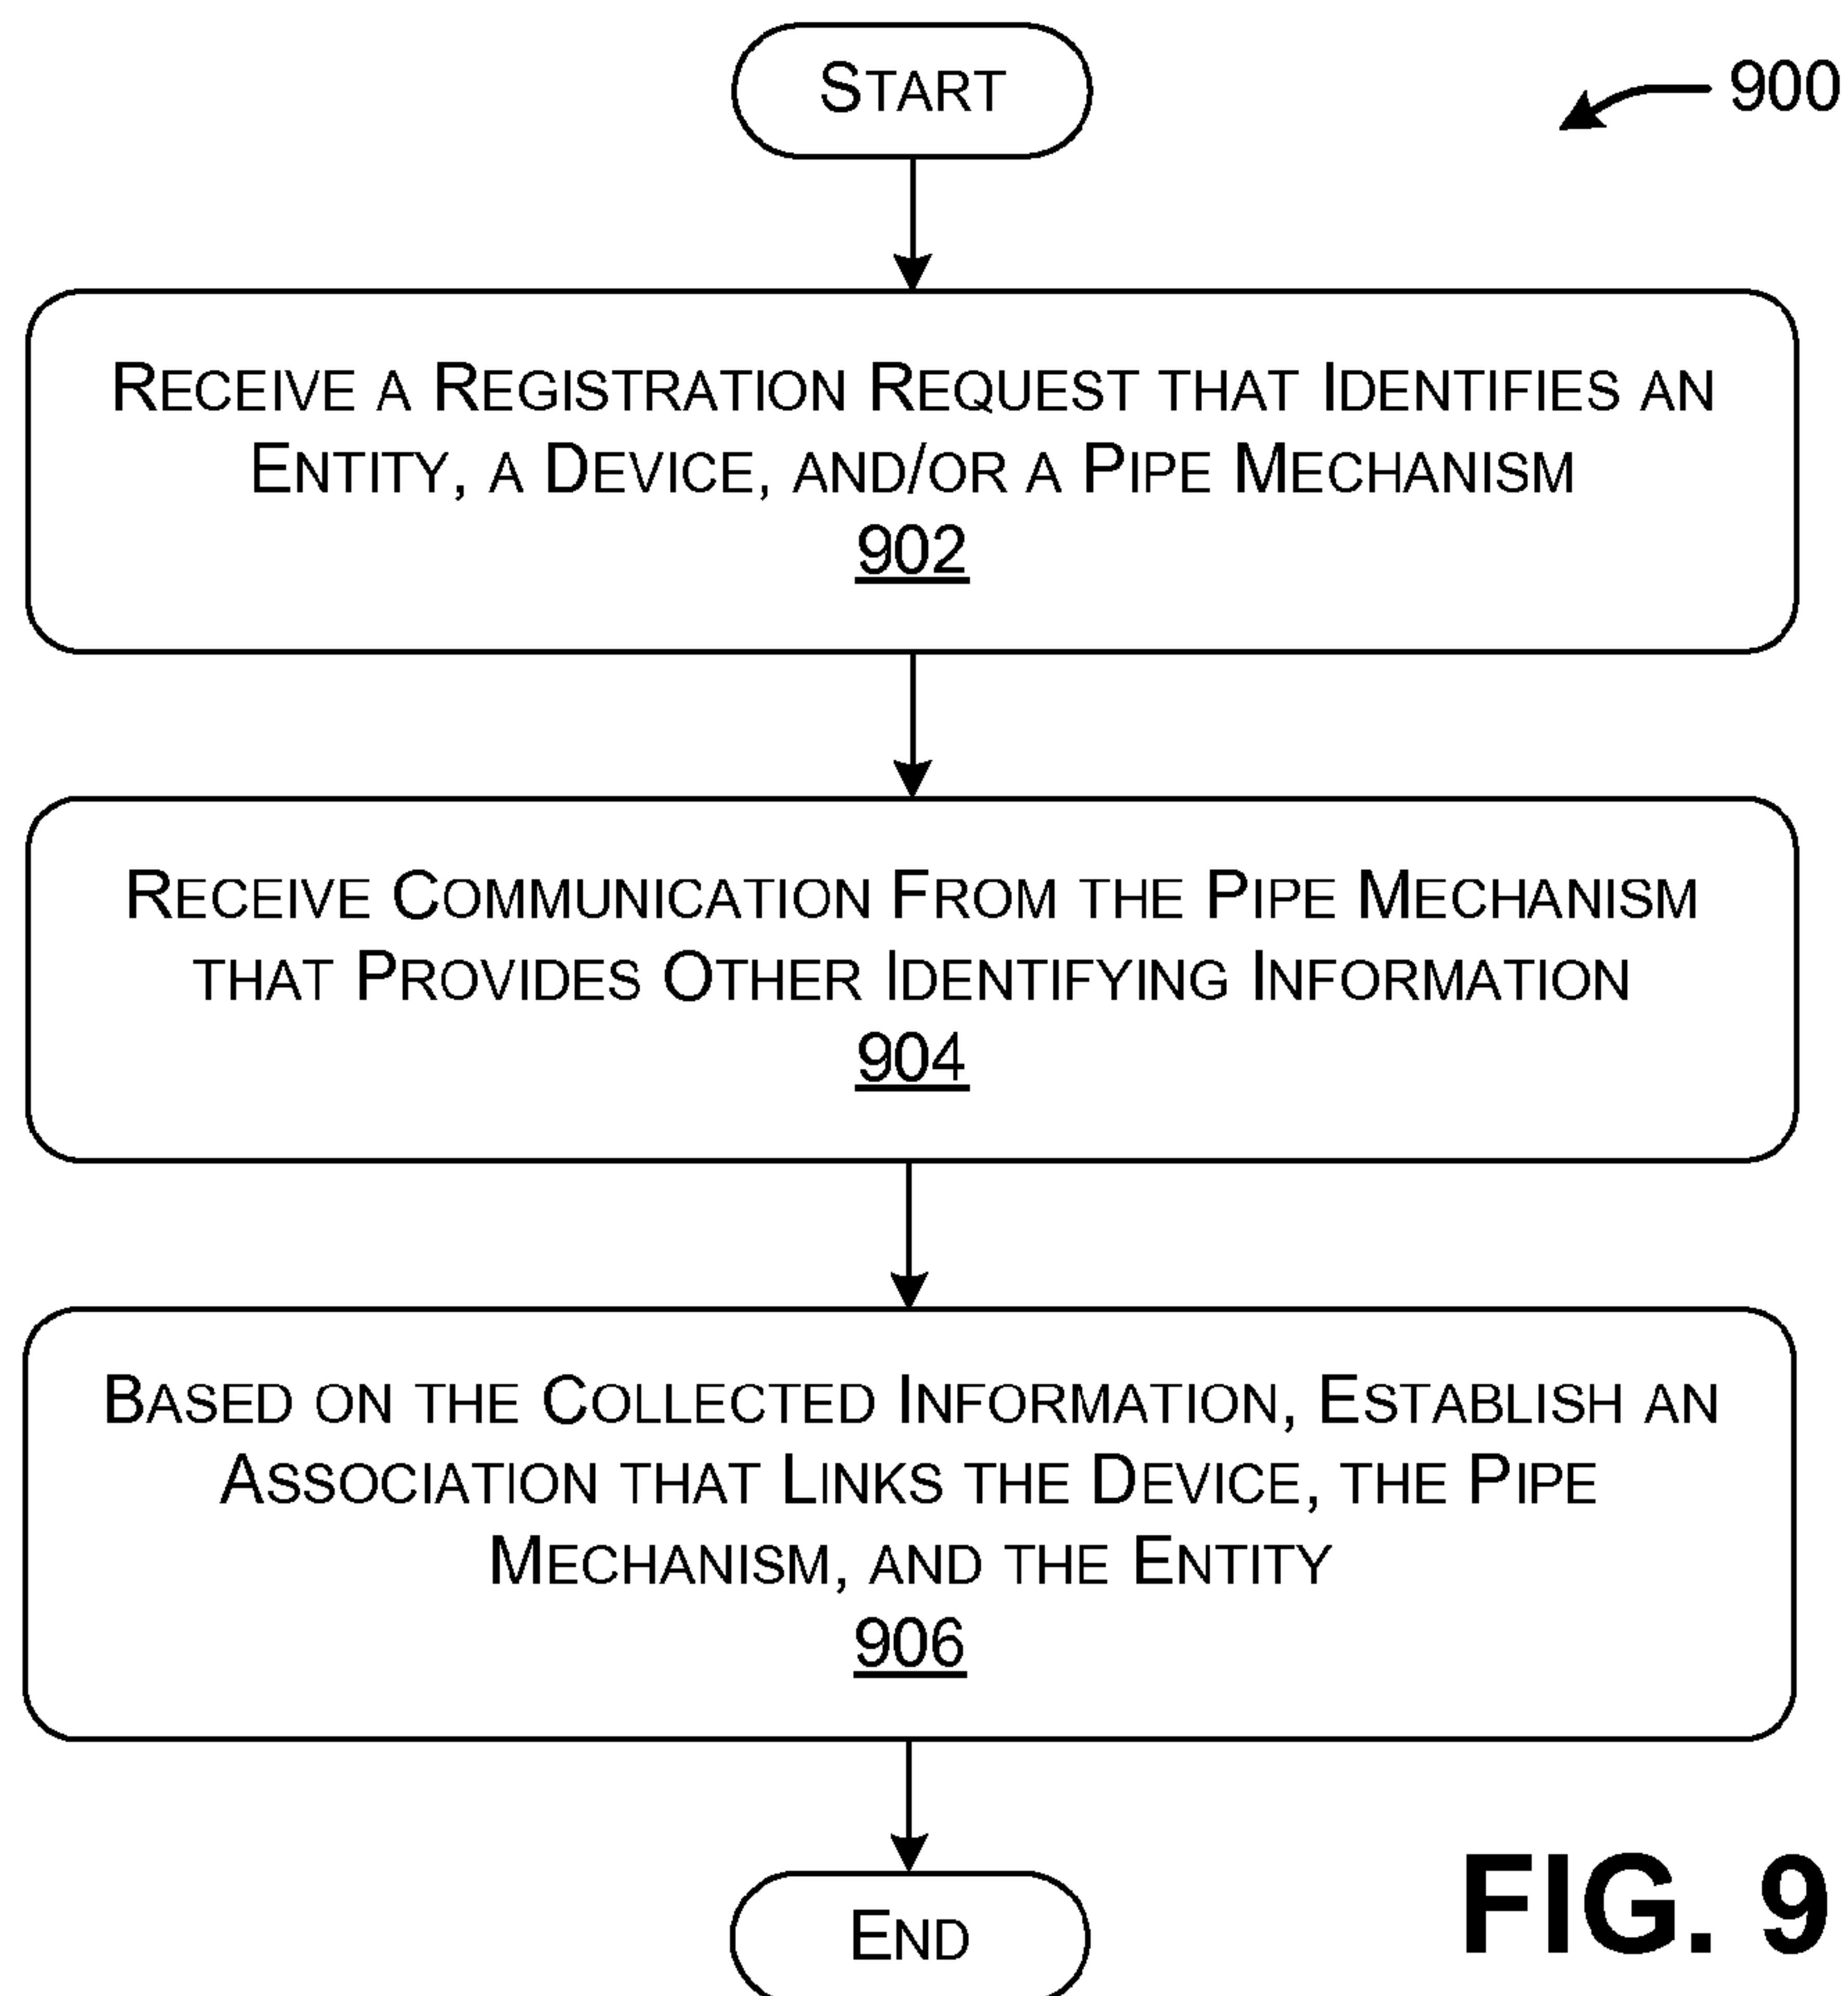 START
900
RECEIVE A REGISTRATION REQUEST THAT IDENTIFIES AN
ENTITY, A DEVICE, AND/OR A PIPE MECHANISM
902
RECEIVE COMMUNICATION FROM THE PIPE MECHANISM
THAT PROVIDES OTHER IDENTIFYING INFORMATION
904
BASED ON THE COLLECTED INFORMATION, ESTABLISH AN
ASSOCIATION THAT LINKS THE DEVICE, THE PIPE
MECHANISM, AND THE ENTITY
906
END
FIG. 9